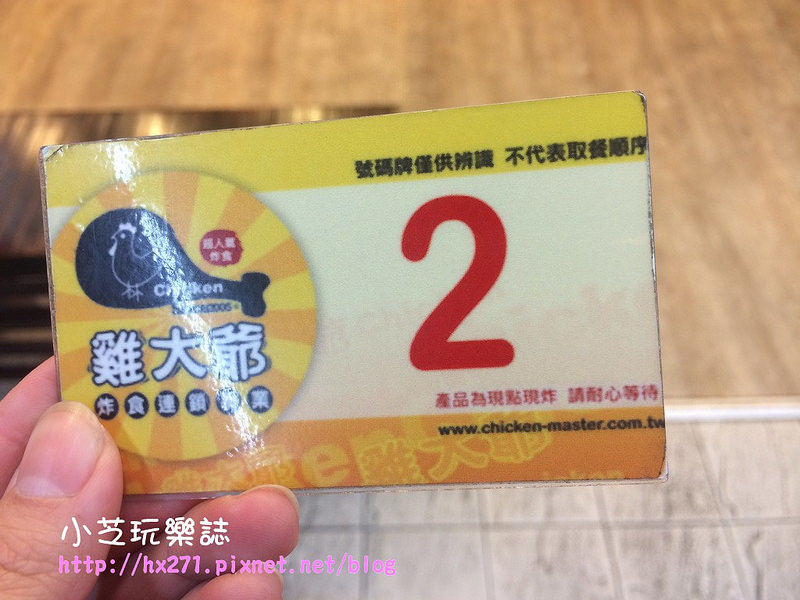 號碼牌僅供辨識 不代表取餐順序
2
超人氣
炸食
Chicken
雞大爺
炸食連鎖專業
產品為現點現炸 請耐心等待
www.chicken-master.com.tw
雞大爺
小芝玩樂誌
http://hx271.pixnet.net/blog